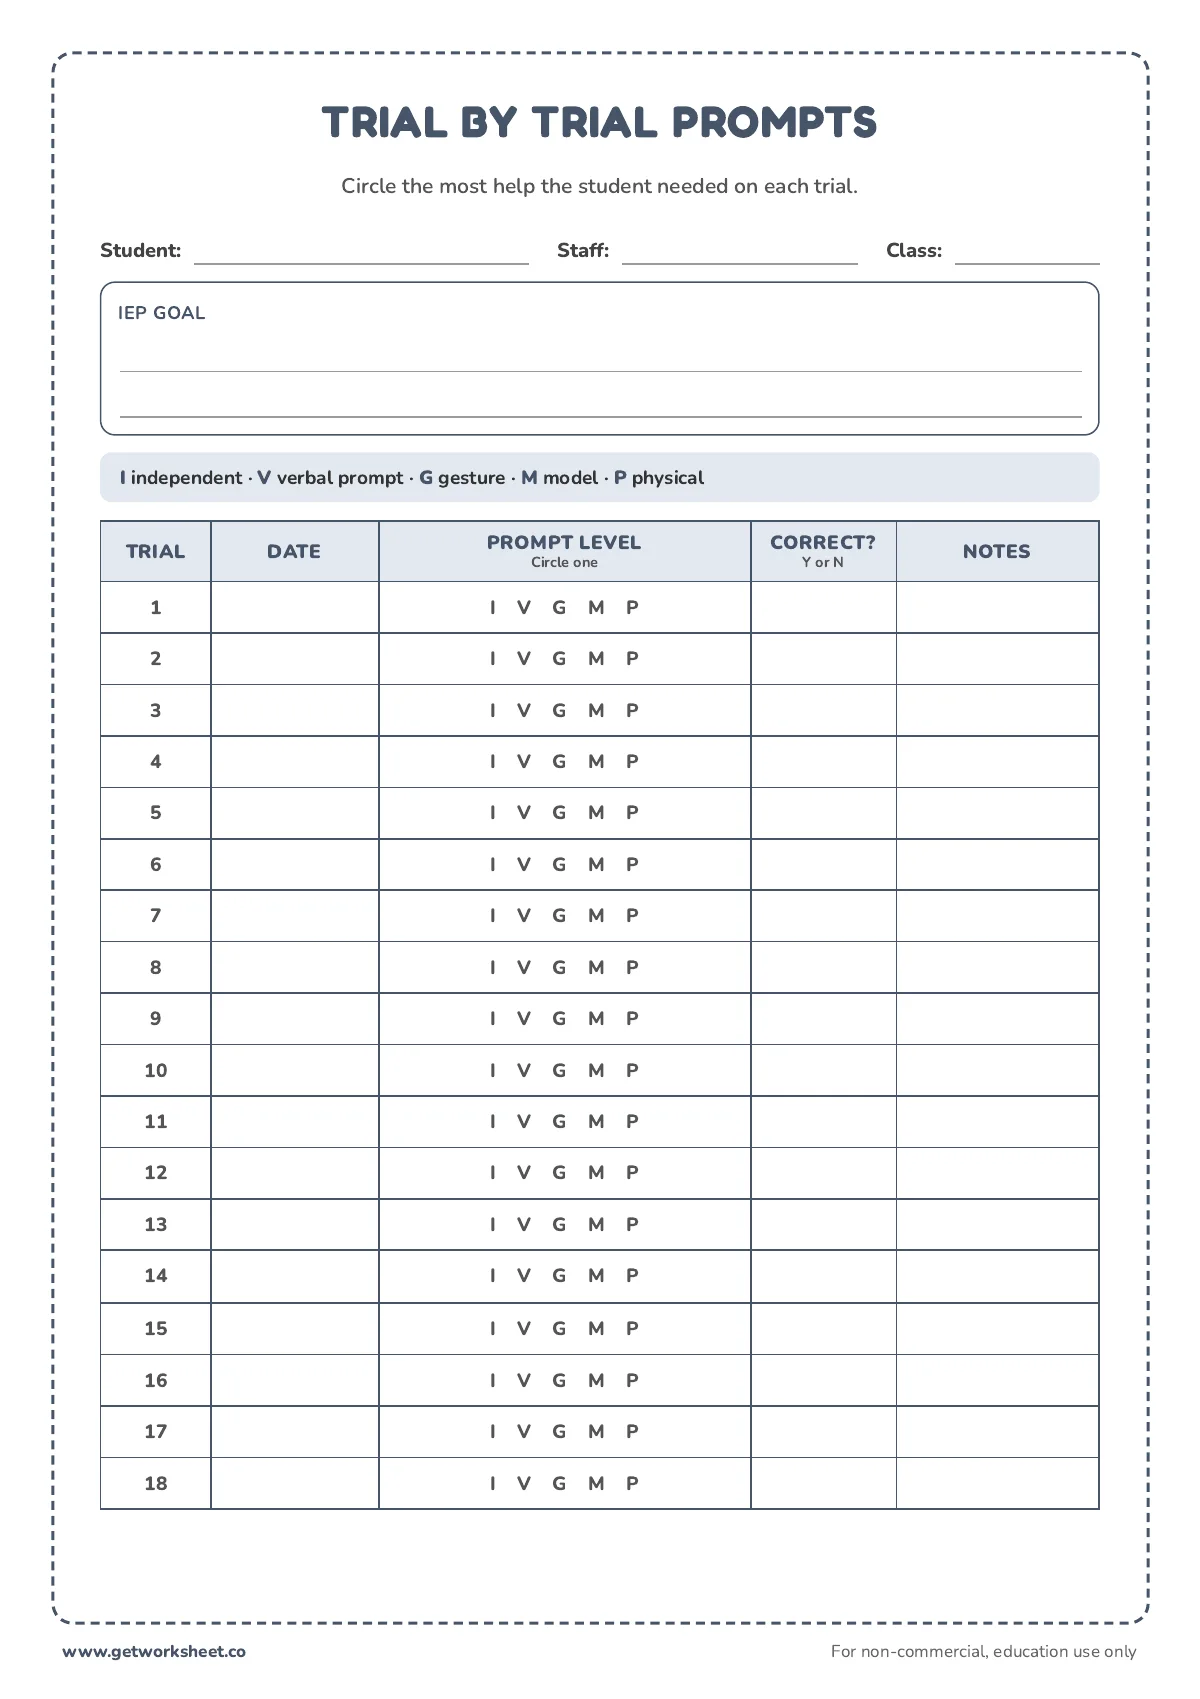 TRIAL BY TRIAL PROMPTS
Circle the most help the student needed on each trial.
Student: Staff: Class:
IEP GOAL
I independent · V verbal prompt · G gesture · M model · P physical
TRIAL DATE PROMPT LEVEL CORRECT? NOTES
Circle one Y or N
1 I V G M P
2 I V G M P
3 I V G M P
4 I V G M P
5 I V G M P
6 I V G M P
7 I V G M P
8 I V G M P
9 I V G M P
10 I V G M P
11 I V G M P
12 I V G M P
13 I V G M P
14 I V G M P
15 I V G M P
16 I V G M P
17 I V G M P
18 I V G M P
www.getworksheet.co For non-commercial, education use only